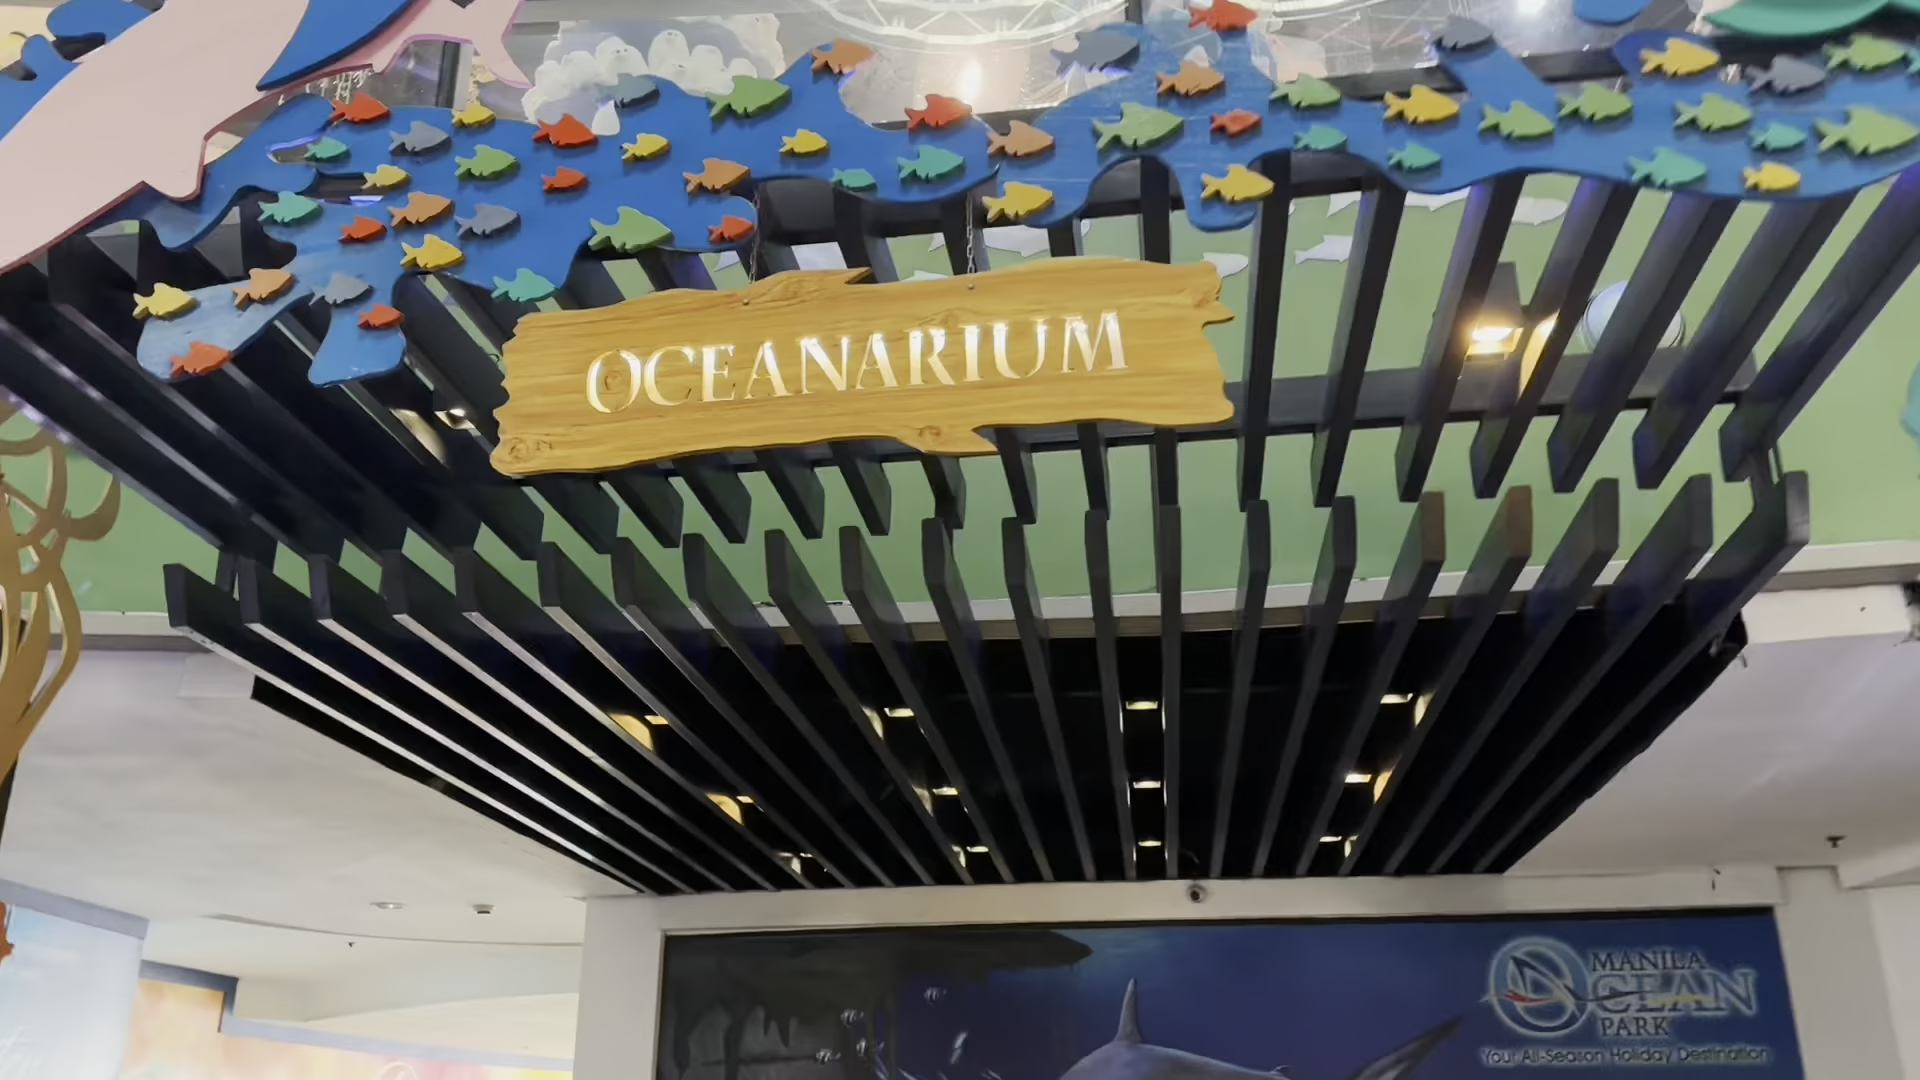 OCEANARIUM
MANILA
OCEAN
PARK
Your All-Season Holiday Destination